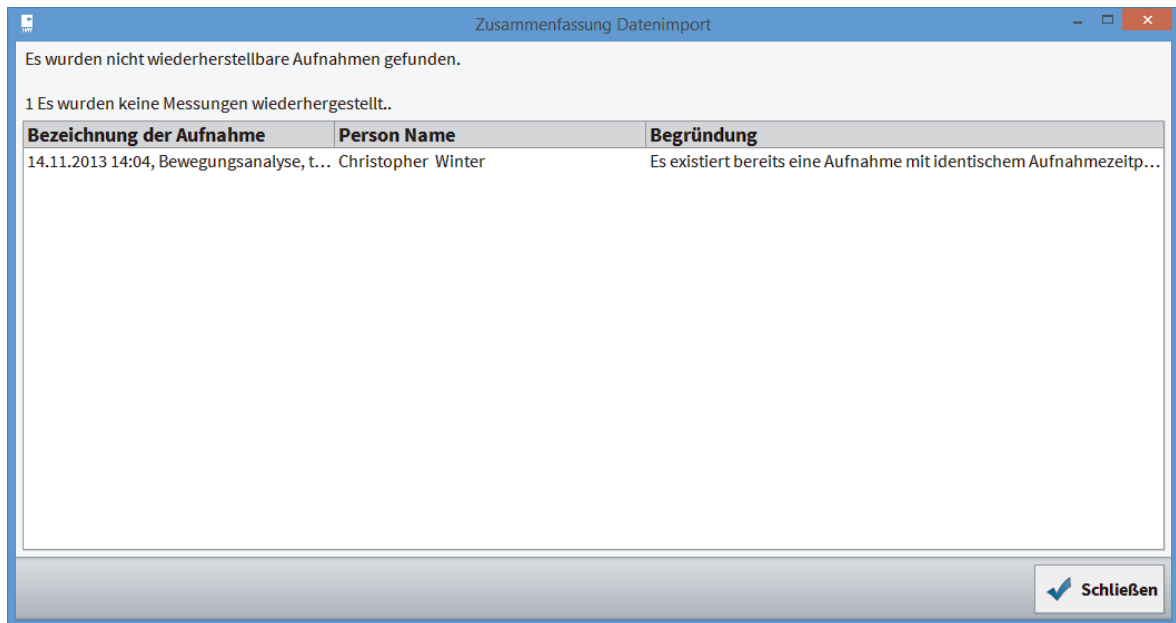 Zusammenfassung Datenimport
Es wurden nicht wiederherstellbare Aufnahmen gefunden.
1 Es wurden keine Messungen wiederhergestellt..
Bezeichnung der Aufnahme Person Name Begründung
14.11.2013 14:04, Bewegungsanalyse, t... Christopher Winter Es existiert bereits eine Aufnahme mit identischem Aufnahmezeitp...
Schließen